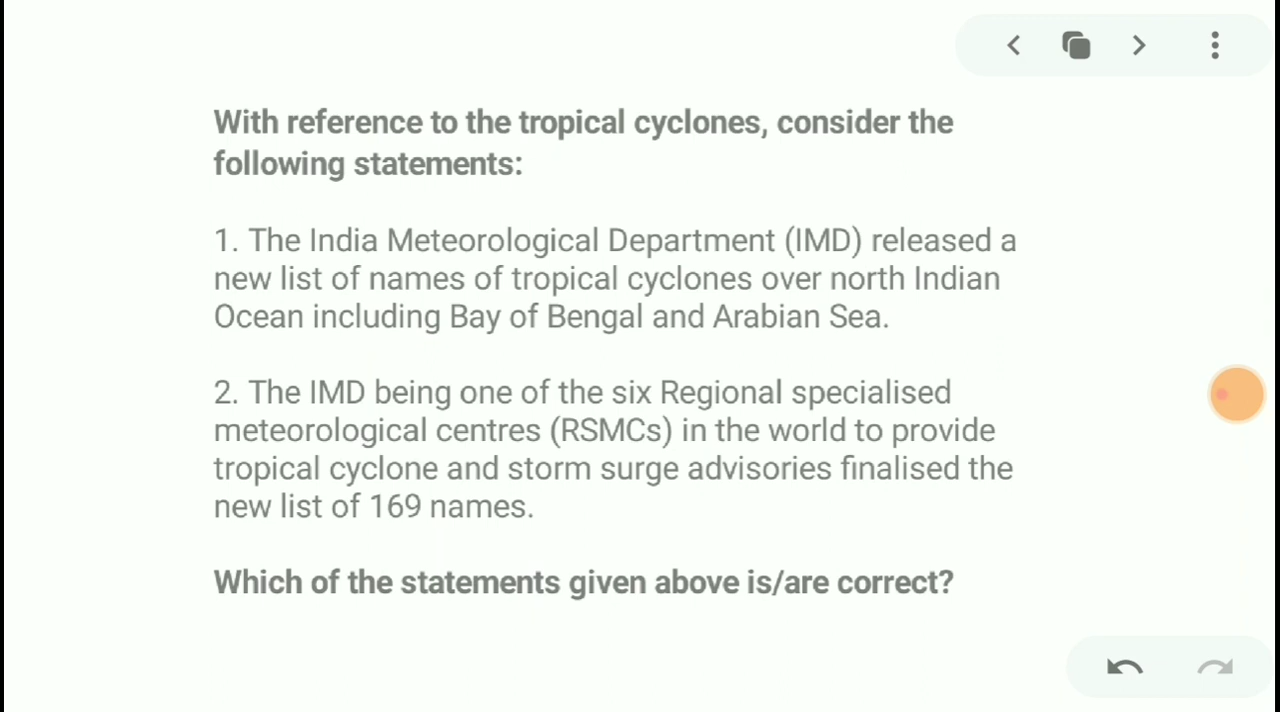 With reference to the tropical cyclones, consider the
following statements:
1. The India Meteorological Department (IMD) released a
new list of names of tropical cyclones over north Indian
Ocean including Bay of Bengal and Arabian Sea.
2. The IMD being one of the six Regional specialised
meteorological centres (RSMCs) in the world to provide
tropical cyclone and storm surge advisories finalised the
new list of 169 names.
Which of the statements given above is/are correct?